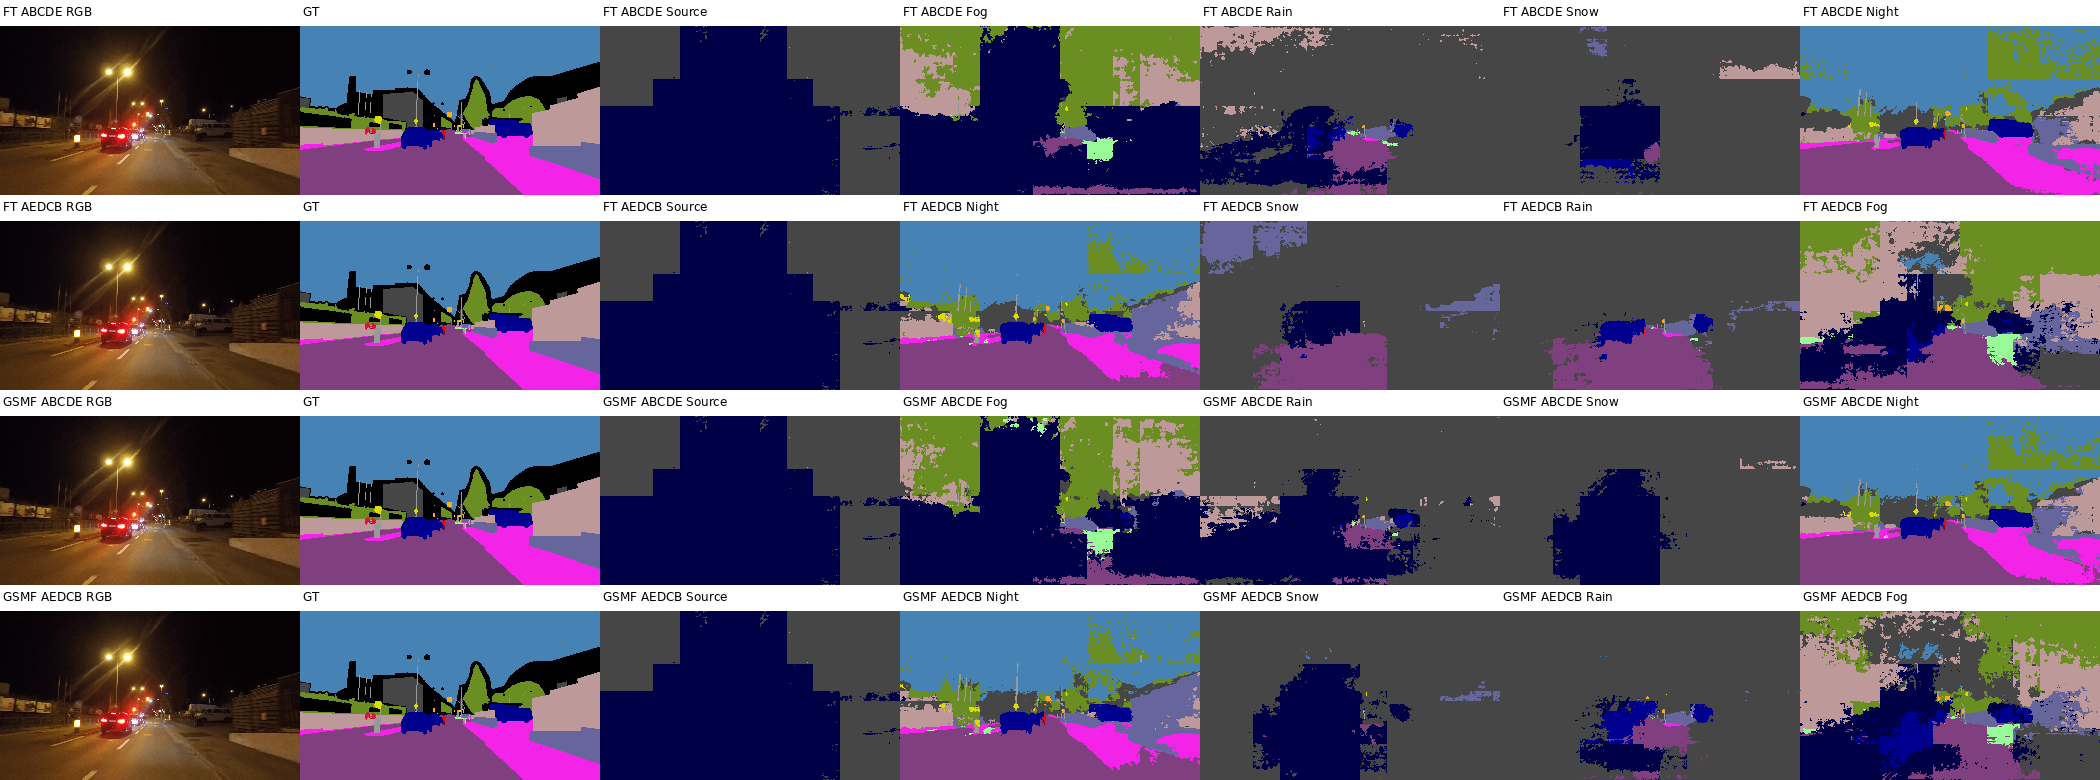 FT ABCDE RGB GT FT ABCDE Source FT ABCDE Fog FT ABCDE Rain FT ABCDE Snow FT ABCDE Night
FT AEDCB RGB GT FT AEDCB Source FT AEDCB Night FT AEDCB Snow FT AEDCB Rain FT AEDCB Fog
GSMF ABCDE RGB GT GSMF ABCDE Source GSMF ABCDE Fog GSMF ABCDE Rain GSMF ABCDE Snow GSMF ABCDE Night
GSMF AEDCB RGB GT GSMF AEDCB Source GSMF AEDCB Night GSMF AEDCB Snow GSMF AEDCB Rain GSMF AEDCB Fog